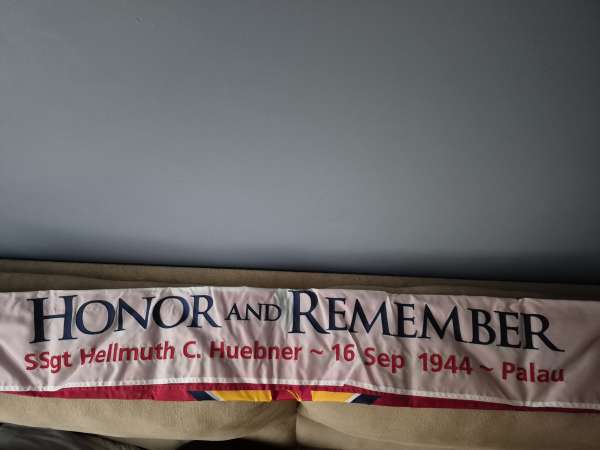 HONOR AND REMEMBER
SSgt Hellmuth C. Huebner ~ 16 Sep 1944 ~ Palau